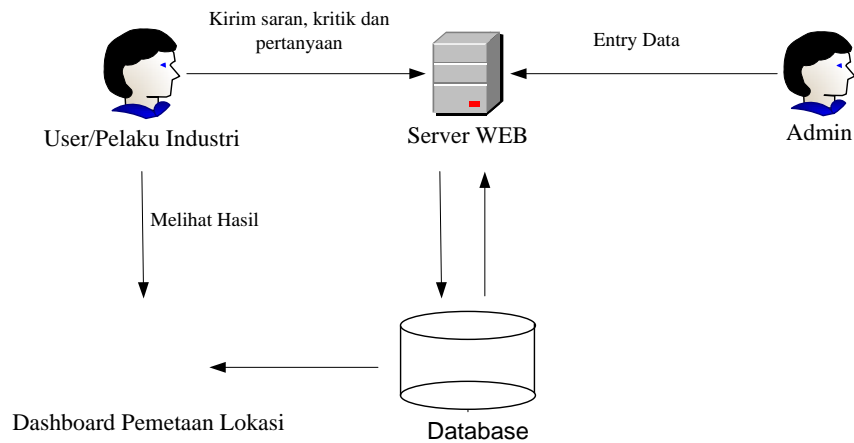 Kirim saran, kritik dan
pertanyaan
Entry Data
User/Pelaku Industri
Server WEB
Admin
Melihat Hasil
Dashboard Pemetaan Lokasi
Database